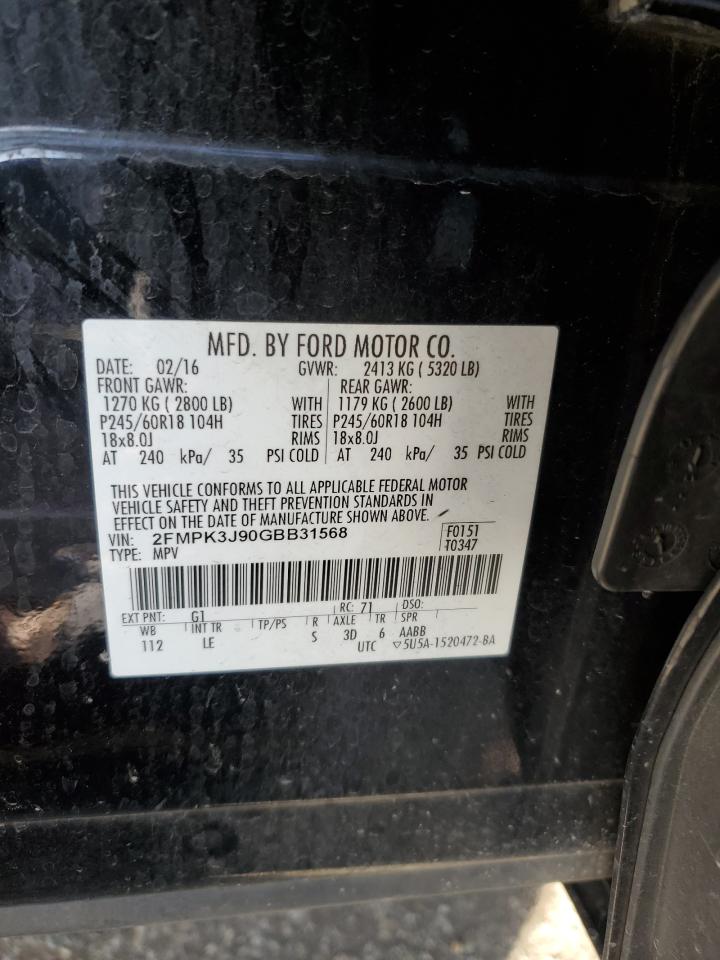 MFD. BY FORD MOTOR CO.
DATE: 02/16 GVWR: 2413 KG ( 5320 LB)
FRONT GAWR: REAR GAWR:
1270 KG ( 2800 LB) WITH 1179 KG ( 2600 LB) WITH
P245/60R18 104H TIRES P245/60R18 104H TIRES
18x8.0J RIMS 18x8.0J RIMS
AT 240 kPa/ 35 PSI COLD AT 240 kPa/ 35 PSI COLD
THIS VEHICLE CONFORMS TO ALL APPLICABLE FEDERAL MOTOR
VEHICLE SAFETY AND THEFT PREVENTION STANDARDS IN
EFFECT ON THE DATE OF MANUFACTURE SHOWN ABOVE.
VIN: 2FMPK3J90GBB31568 F0151
TYPE: MPV T0347
EXT PNT: G1 RC: 71 DSO:
WB INT TR TP/PS R AXLE TR SPR
112 LE S 3D 6 AABB
UTC ▽5U5A-1520472-BA